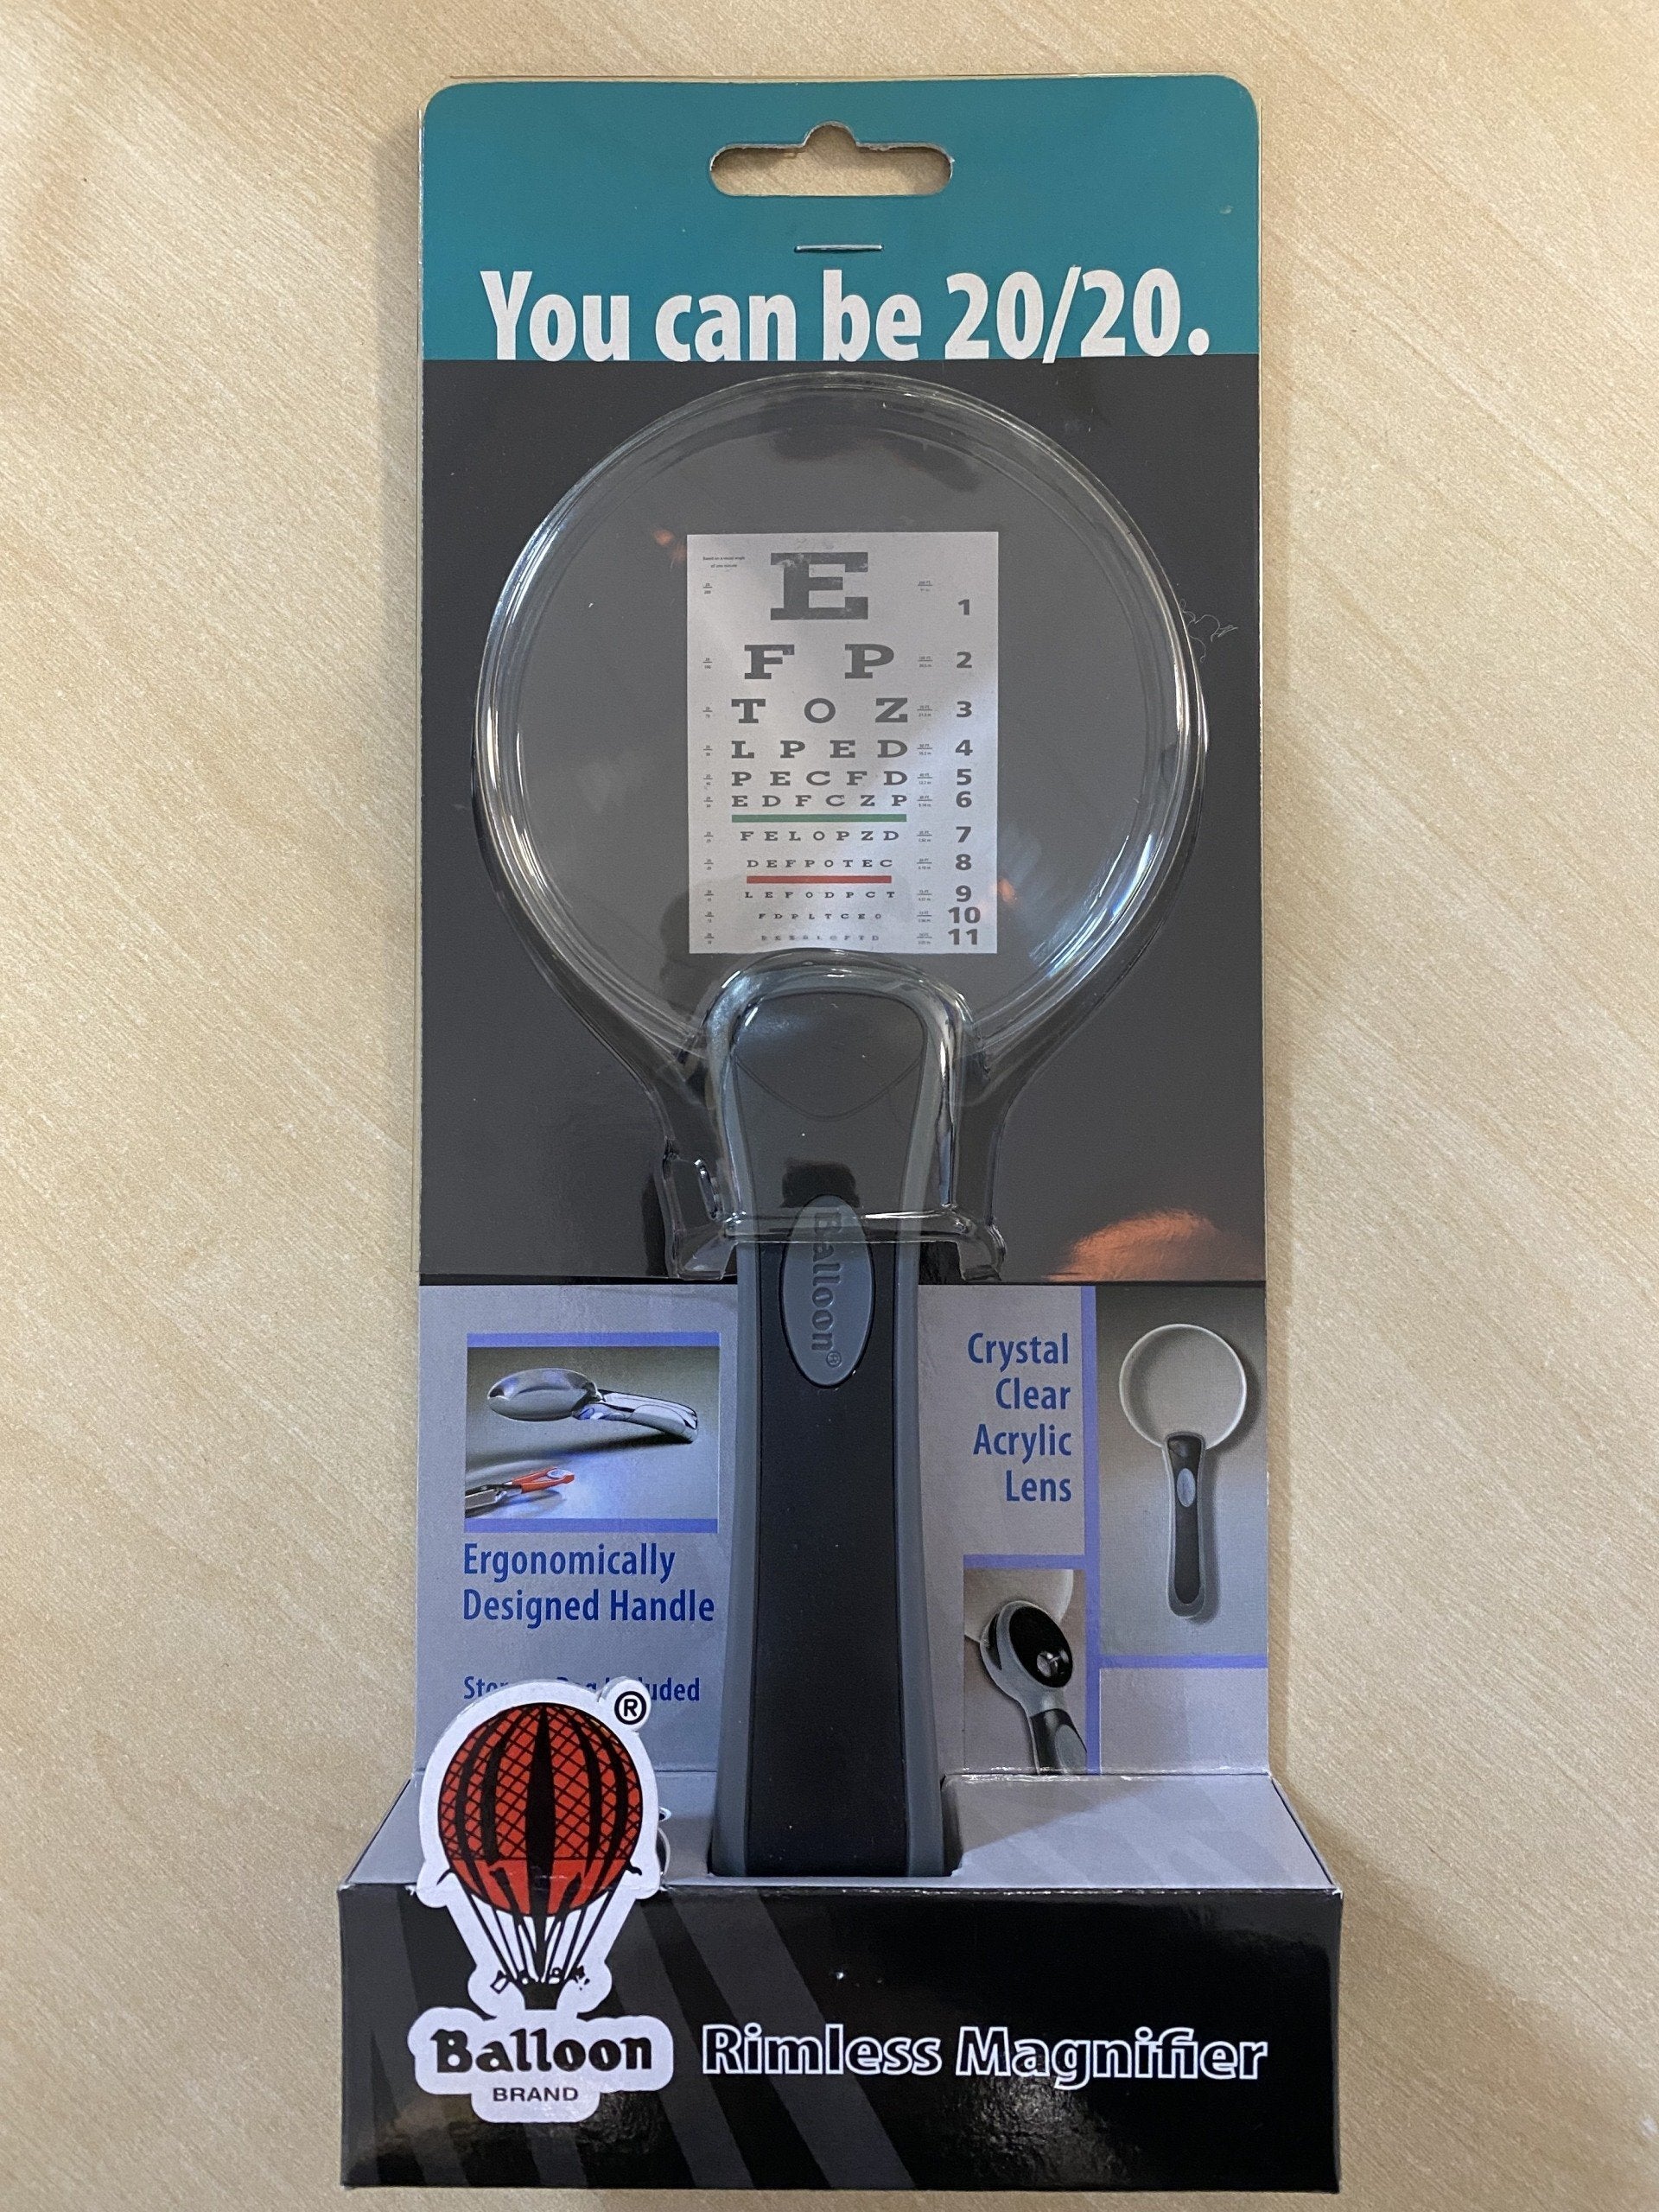 You can be 20/20.
E 1
F P 2
T O Z 3
L P E D 4
P E C F D 5
E D F C Z P 6
F E L O P Z D 7
D E F P O T E C 8
L E F O D P C T 9
F D P L T C E O 10
11
Balloon®
Ergonomically
Designed Handle
Crystal
Clear
Acrylic
Lens
®
Balloon
BRAND
Rimless Magnifier